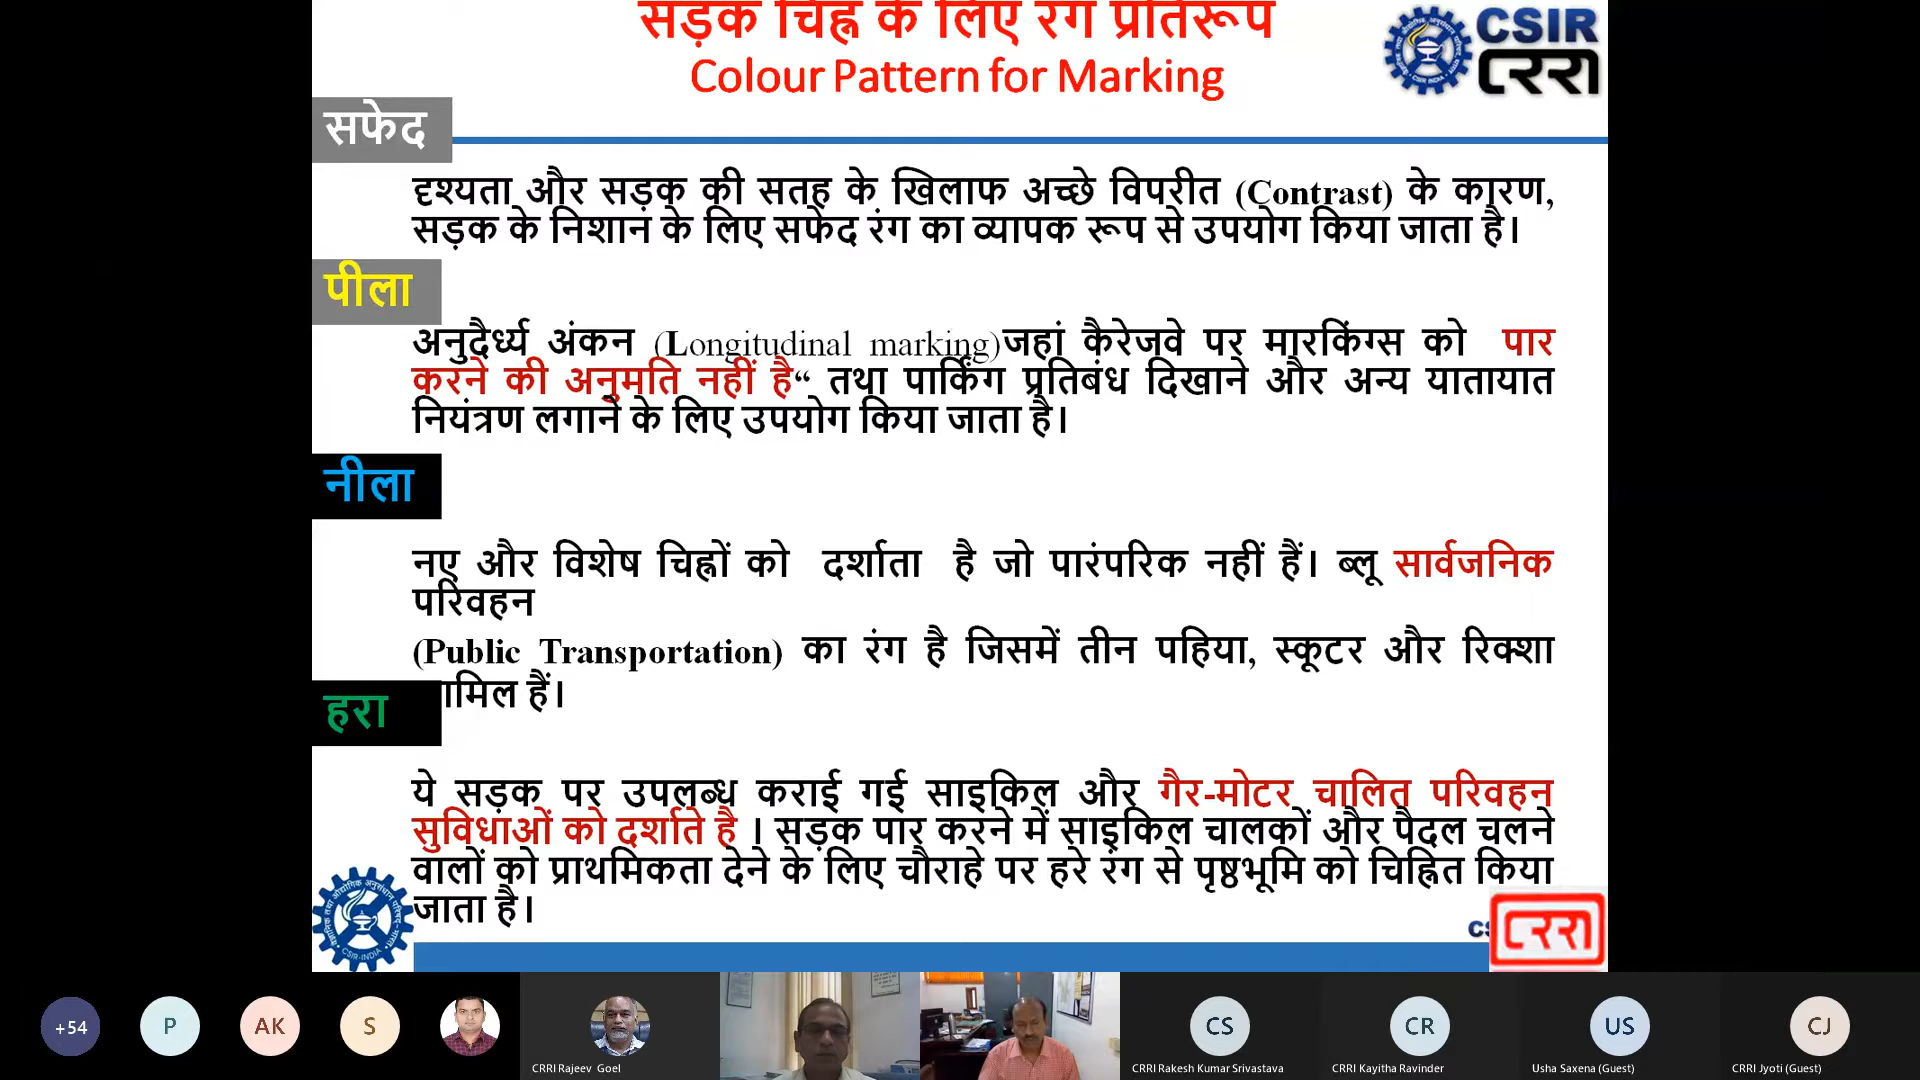 सड़क चिह्न के लिए रंग प्रतिरूप
Colour Pattern for Marking
CSIR
सफेद
दृश्यता और सड़क की सतह के खिलाफ अच्छे विपरीत (Contrast) के कारण,
सड़क के निशान के लिए सफेद रंग का व्यापक रूप से उपयोग किया जाता है।
पीला
अनुदैर्ध्य अंकन (Longitudinal marking)जहां कैरेजवे पर मारकिंग्स को पार
करने की अनुमति नहीं है“ तथा पार्किंग प्रतिबंध दिखाने और अन्य यातायात
नियंत्रण लगाने के लिए उपयोग किया जाता है।
नीला
नए और विशेष चिह्नों को दर्शाता है जो पारंपरिक नहीं हैं। ब्लू सार्वजनिक
परिवहन
(Public Transportation) का रंग है जिसमें तीन पहिया, स्कूटर और रिक्शा
ामिल हैं।
हरा
ये सड़क पर उपलब्ध कराई गई साइकिल और गैर-मोटर चालित परिवहन
सुविधाओं को दर्शाते है । सड़क पार करने में साइकिल चालकों और पैदल चलने
वालों को प्राथमिकता देने के लिए चौराहे पर हरे रंग से पृष्ठभूमि को चिह्नित किया
जाता है।
CSIR-INDIA
+54
P
AK
S
CRRI Rajeev Goel
CS
CRRI Rakesh Kumar Srivastava
CR
CRRI Kayitha Ravinder
US
Usha Saxena (Guest)
CJ
CRRI Jyoti (Guest)